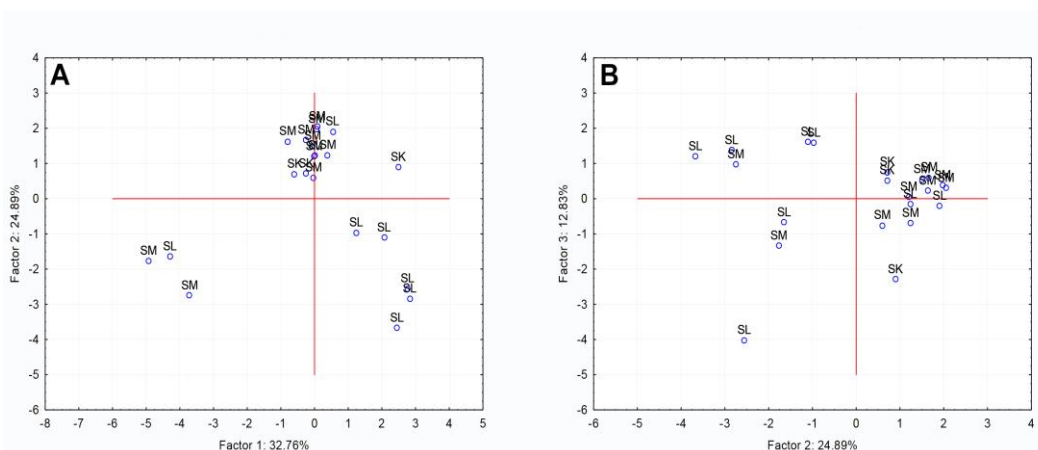 A
4
3
2
1
0
-1
-2
-3
-4
-5
-6
Factor 2: 24.89%
SM
SL
SM
SM
SM
SM
SK
SK
SM
SK
SL
SL
SM
SL
SM
SL
SL
SL
-8 -7 -6 -5 -4 -3 -2 -1 0 1 2 3 4 5
Factor 1: 32.76%
B
4
3
2
1
0
-1
-2
-3
-4
-5
-6
Factor 3: 12.83%
SL
SL
SL
SL
SM
SK
SK
SM
SM
SM
SM
SM
SM
SL
SL
SL
SM
SM
SM
SK
SL
-6 -5 -4 -3 -2 -1 0 1 2 3 4
Factor 2: 24.89%